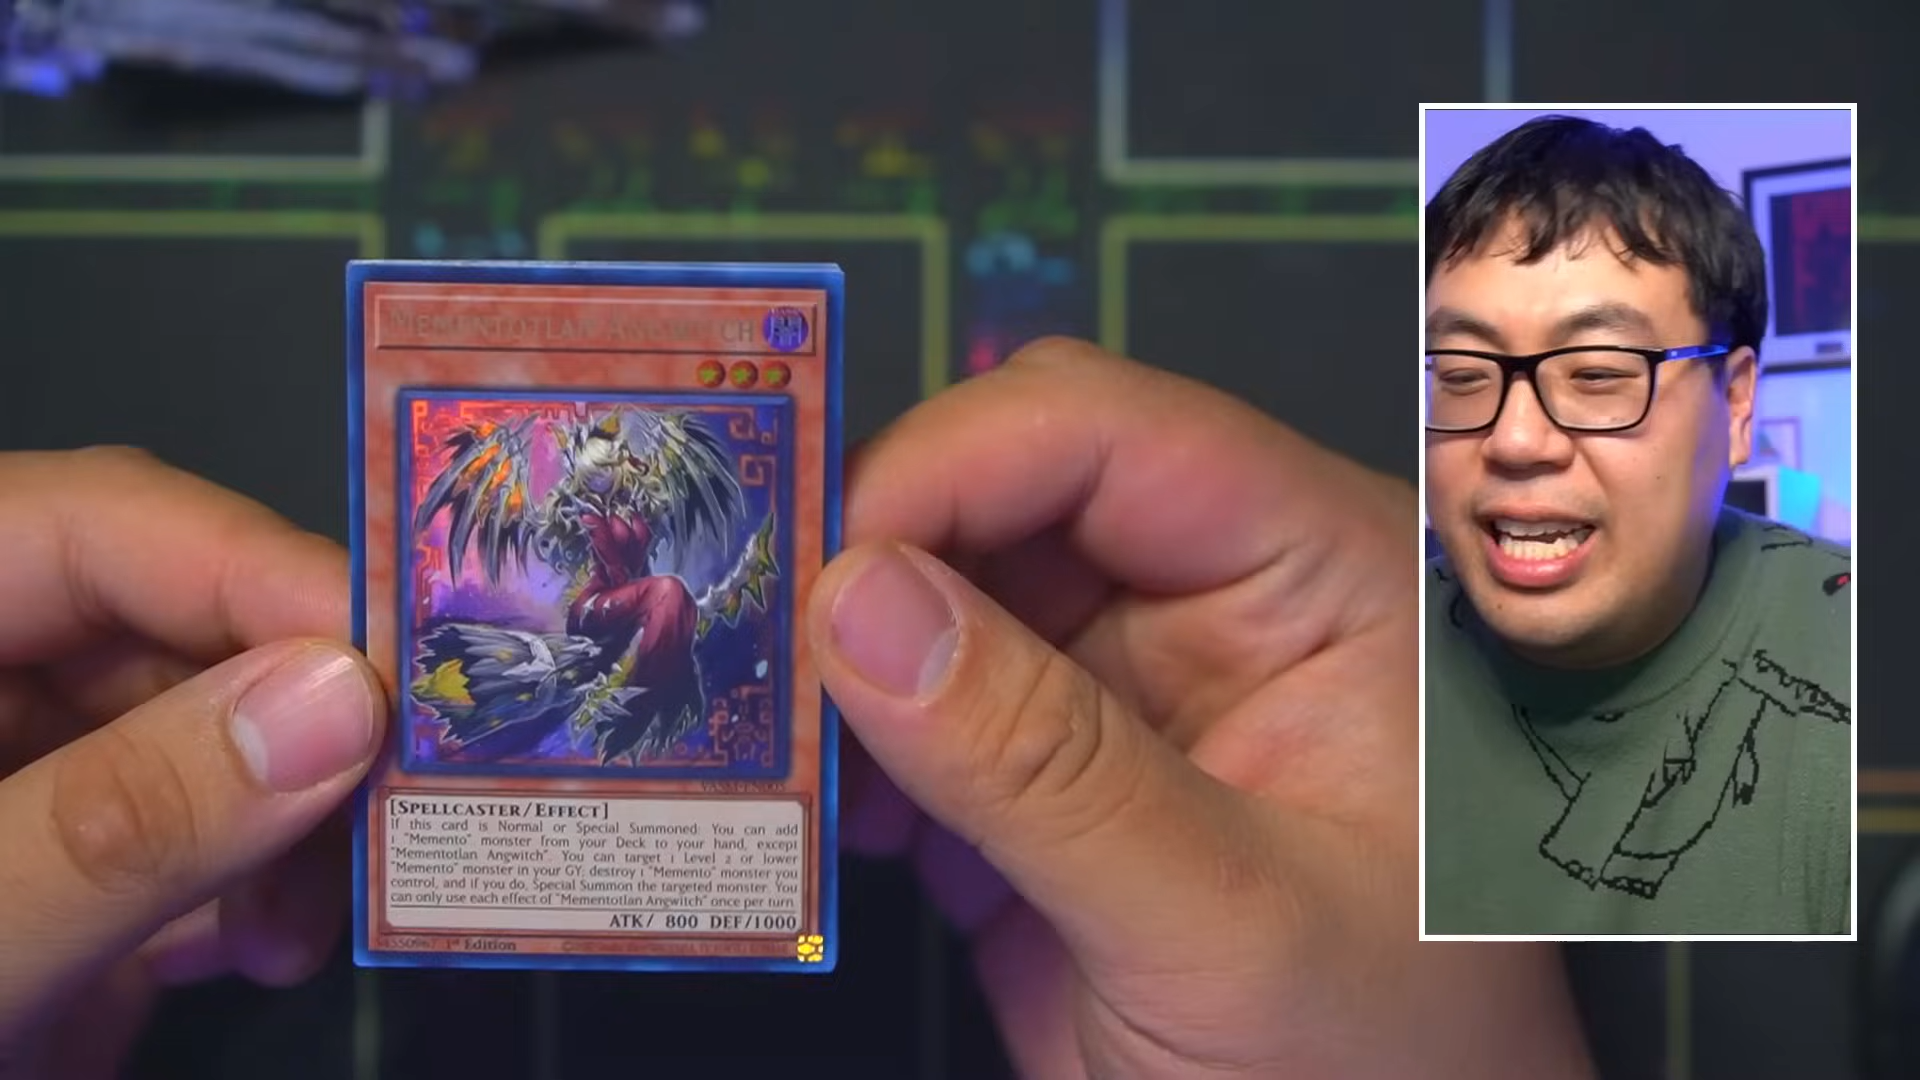 Mementotlan Angwitch
[Spellcaster/Effect]
If this card is Normal or Special Summoned: You can add
1 "Memento" monster from your Deck to your hand, except
"Mementotlan Angwitch". You can target 1 Level 2 or lower
"Memento" monster in your GY; destroy 1 "Memento" monster you
control, and if you do, Special Summon the targeted monster. You
can only use each effect of "Mementotlan Angwitch" once per turn.
ATK/ 800 DEF/1000
1st Edition